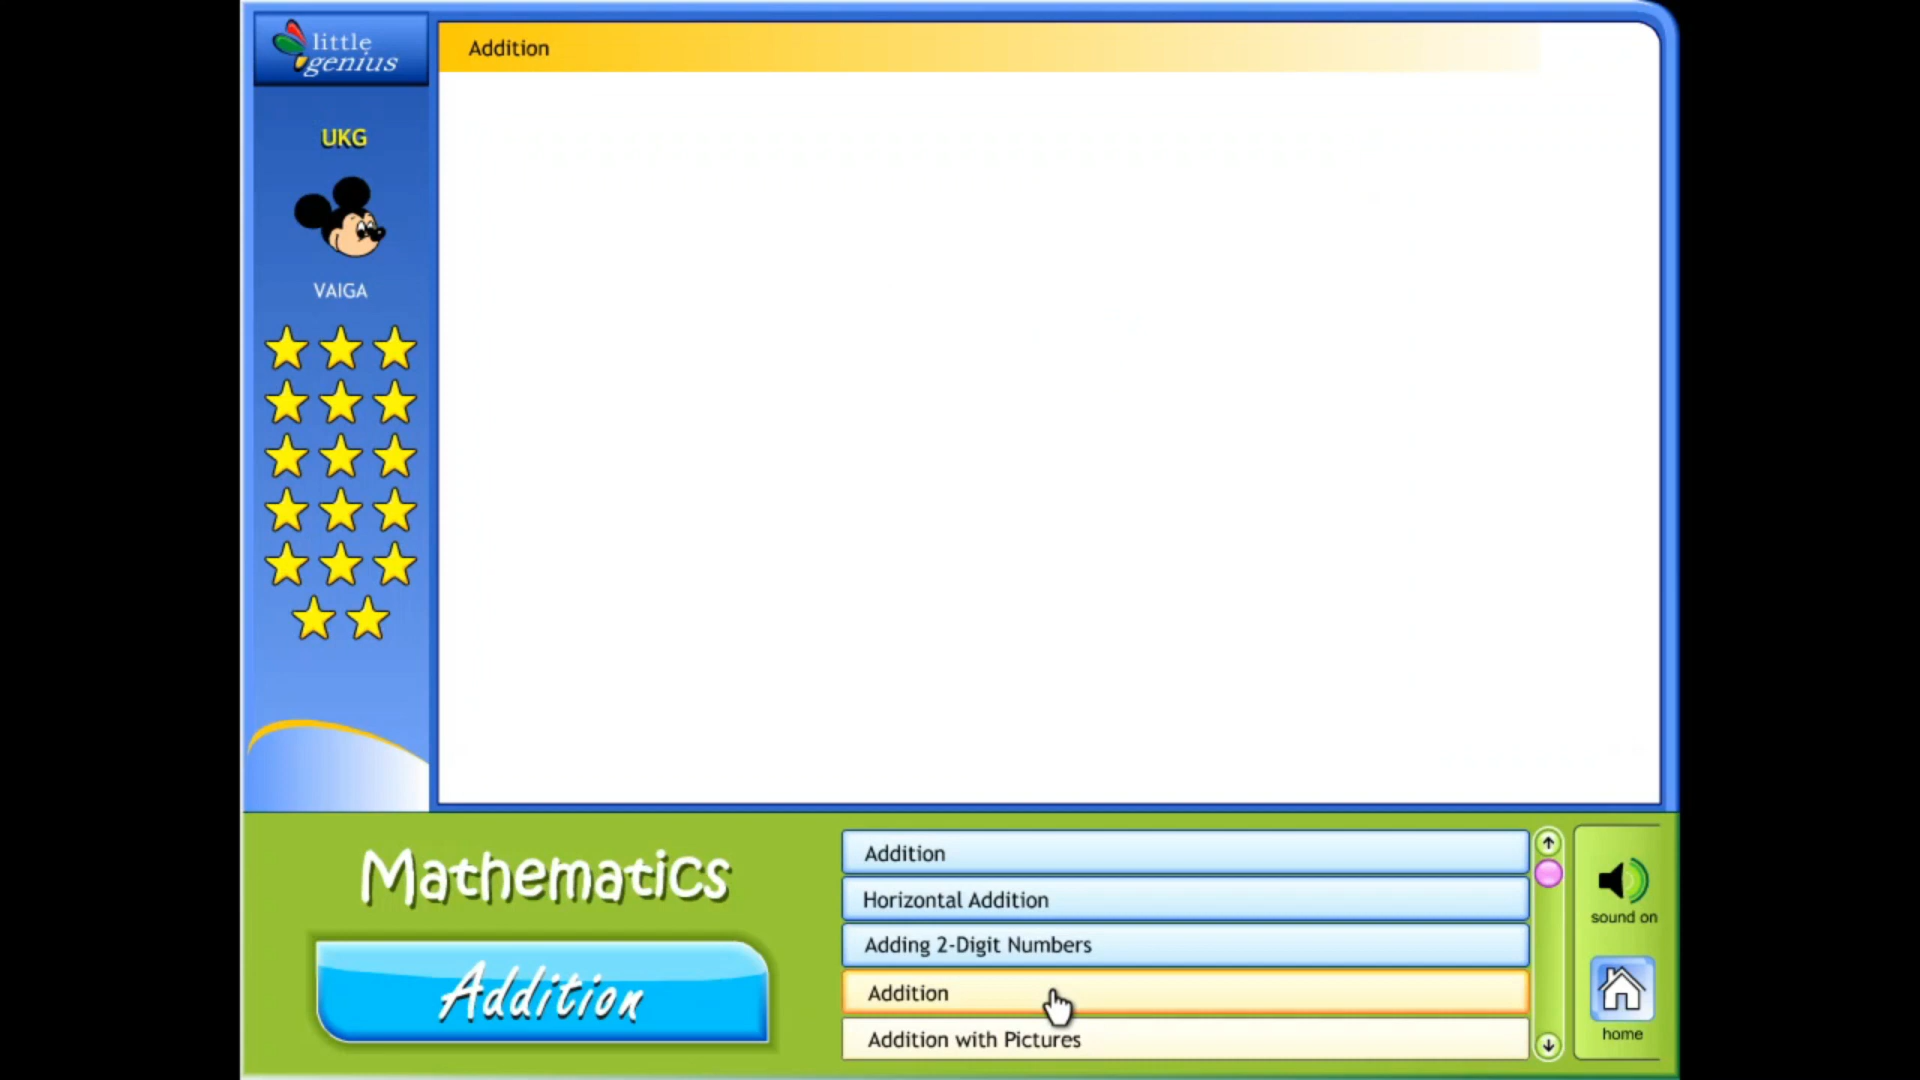 little
genius
UKG
VAIGA
Addition
Mathematics
Addition
Addition
Horizontal Addition
Adding 2-Digit Numbers
Addition
Addition with Pictures
sound on
home